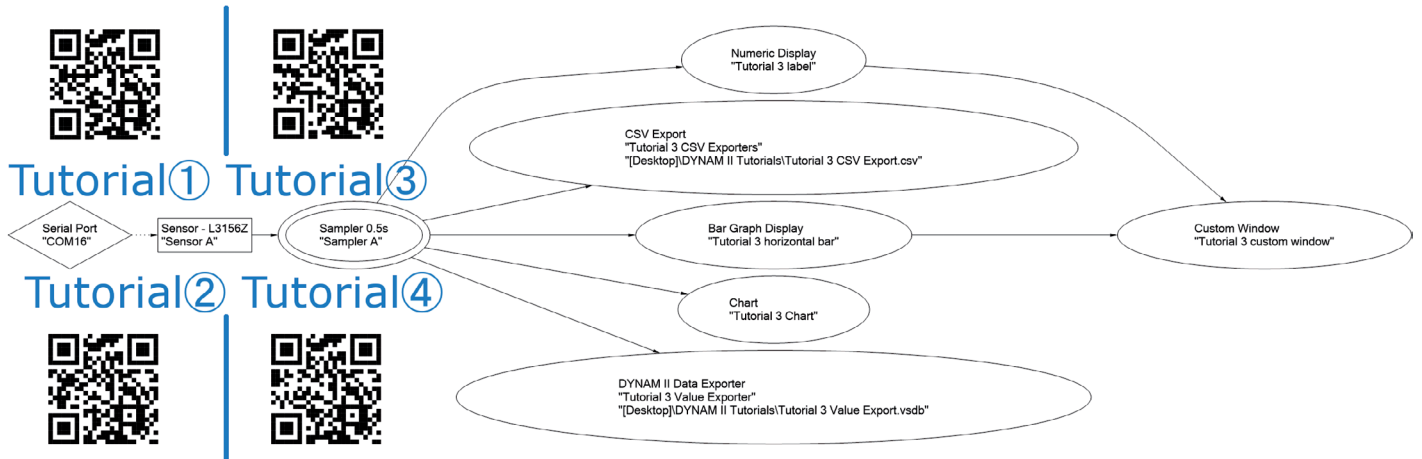 Tutorial①
Tutorial③
Serial Port
"COM16"
Sensor - L3156Z
"Sensor A"
Sampler 0.5s
"Sampler A"
Tutorial②
Tutorial④
Numeric Display
"Tutorial 3 label"
CSV Export
"Tutorial 3 CSV Exporters"
"[Desktop]\DYNAM II Tutorials\Tutorial 3 CSV Export.csv"
Bar Graph Display
"Tutorial 3 horizontal bar"
Chart
"Tutorial 3 Chart"
DYNAM II Data Exporter
"Tutorial 3 Value Exporter"
"[Desktop]\DYNAM II Tutorials\Tutorial 3 Value Export.vsdb"
Custom Window
"Tutorial 3 custom window"